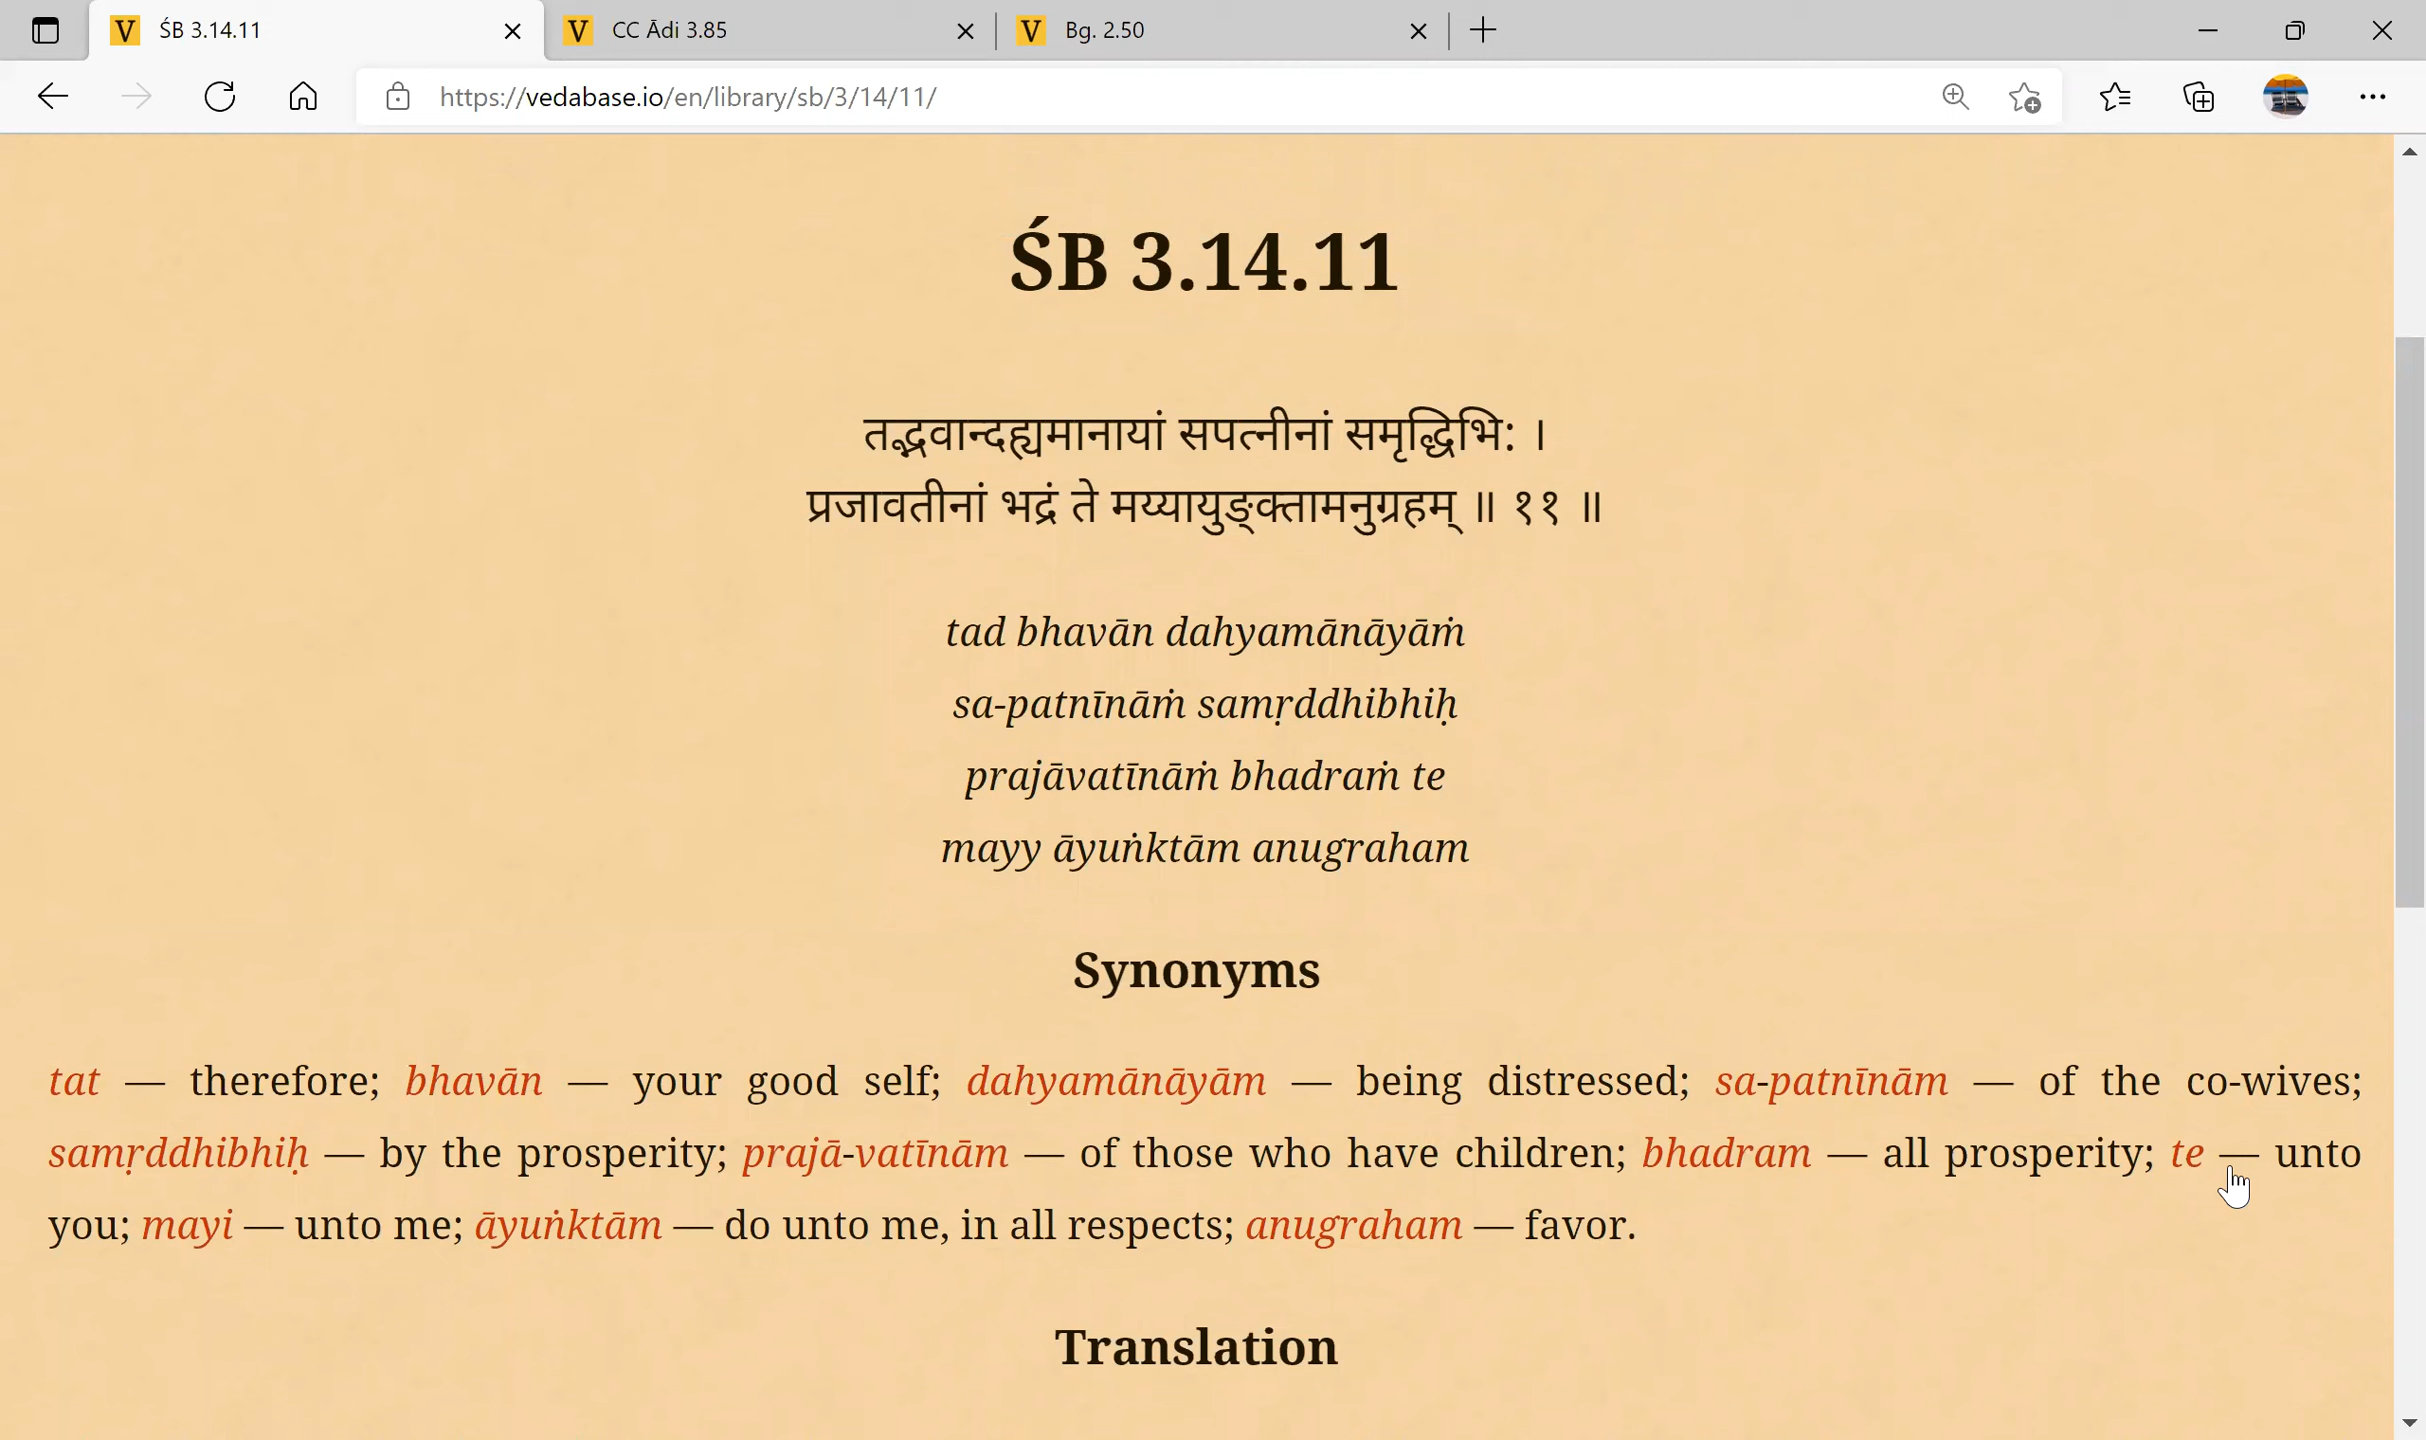 ŚB 3.14.11
CC Ādi 3.85
Bg. 2.50
https://vedabase.io/en/library/sb/3/14/11/
ŚB 3.14.11
तद्भवान्दह्यमानायां सपत्नीनां समृद्धिभि: ।
प्रजावतीनां भद्रं ते मय्यायुङ्क्तामनुग्रहम् ॥ ११ ॥
tad bhavān dahyamānāyāṁ
sa-patnīnāṁ samṛddhibhiḥ
prajāvatīnāṁ bhadraṁ te
mayy āyuṅktām anugraham
Synonyms
tat — therefore; bhavān — your good self; dahyamānāyām — being distressed; sa-patnīnām — of the co-wives;
samṛddhibhiḥ — by the prosperity; prajā-vatīnām — of those who have children; bhadram — all prosperity; te — unto
you; mayi — unto me; āyuṅktām — do unto me, in all respects; anugraham — favor.
Translation